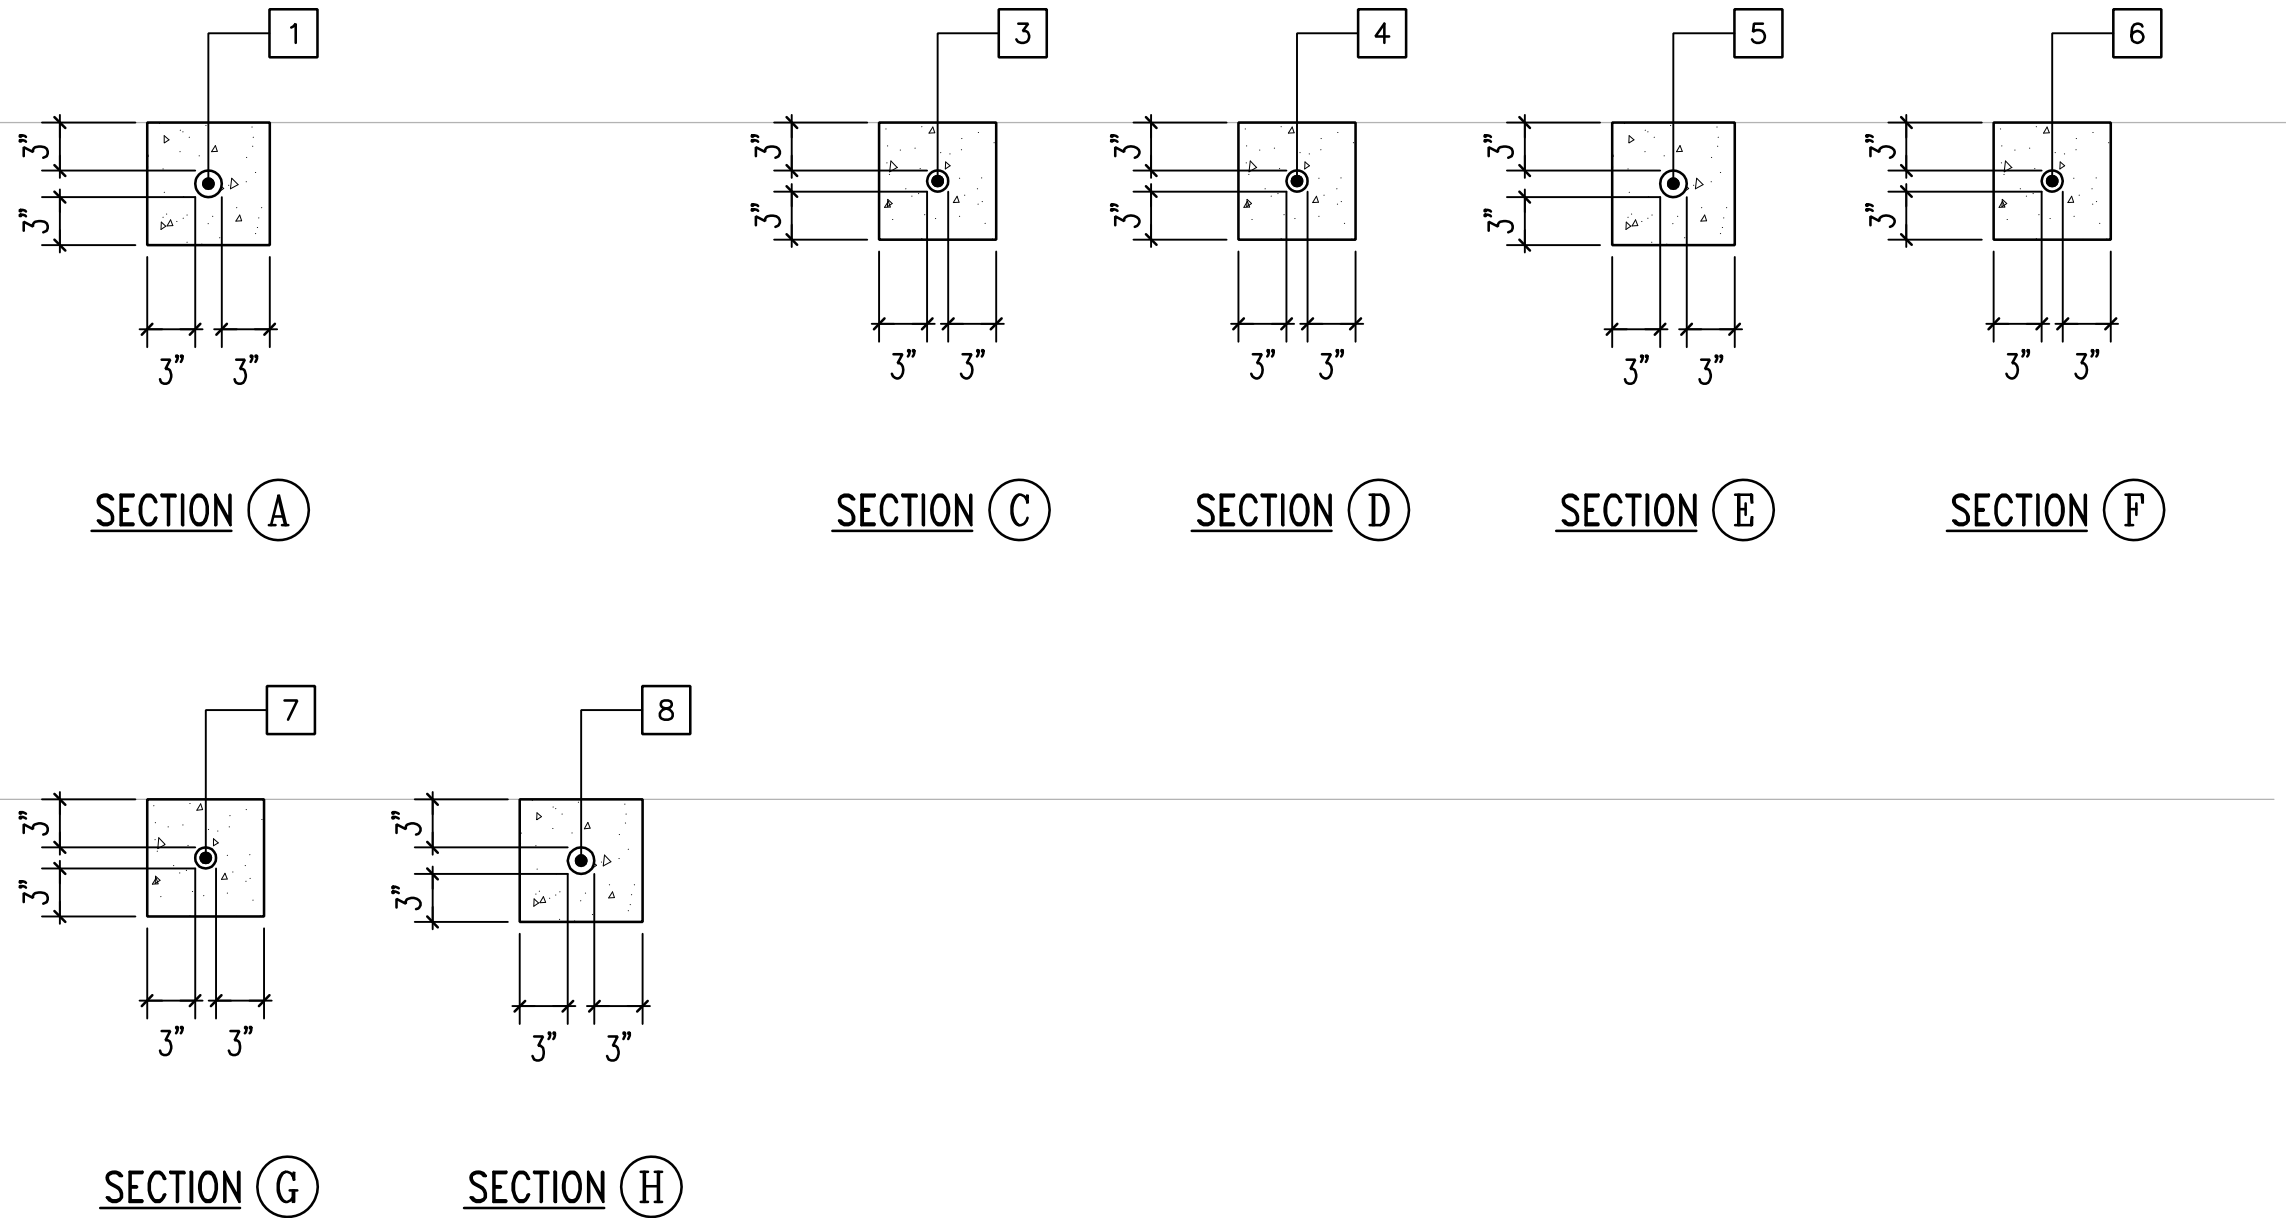 1
3
4
5
6
3" 3" 3" 3" 3"
3" 3" 3" 3" 3"
3" 3" 3" 3" 3" 3" 3" 3" 3" 3"
SECTION A
SECTION C
SECTION D
SECTION E
SECTION F
7
8
3" 3"
3" 3"
3" 3" 3" 3"
SECTION G
SECTION H